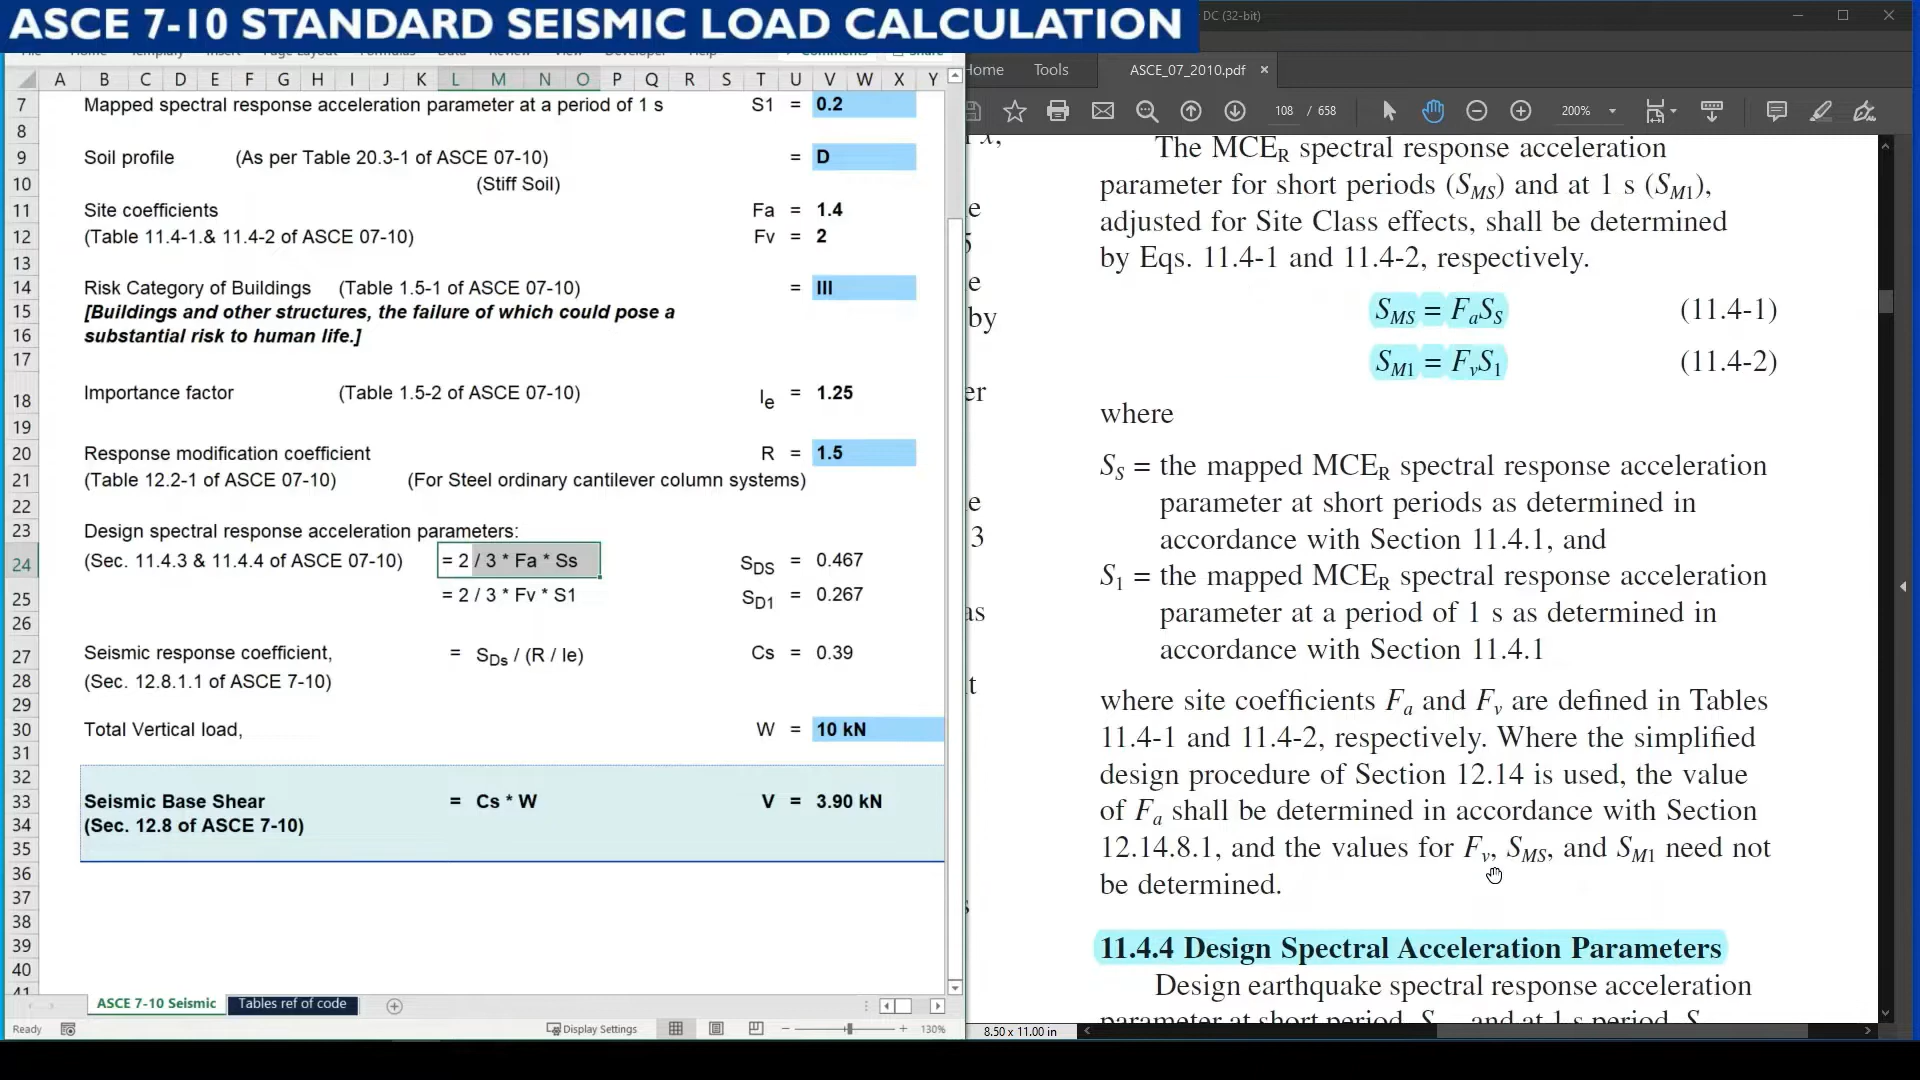 ASCE 7-10 STANDARD SEISMIC LOAD CALCULATION
DC (32-bit)
Home Tools ASCE_07_2010.pdf ×
108 / 658 200%
A B C D E F G H I J K L M N O P Q R S T U V W X Y
7 Mapped spectral response acceleration parameter at a period of 1 s S1 = 0.2
8
9 Soil profile (As per Table 20.3-1 of ASCE 07-10) = D
10 (Stiff Soil)
11 Site coefficients Fa = 1.4
12 (Table 11.4-1.& 11.4-2 of ASCE 07-10) Fv = 2
13
14 Risk Category of Buildings (Table 1.5-1 of ASCE 07-10) = III
15 [Buildings and other structures, the failure of which could pose a
16 substantial risk to human life.]
17
18 Importance factor (Table 1.5-2 of ASCE 07-10) Ie = 1.25
19
20 Response modification coefficient R = 1.5
21 (Table 12.2-1 of ASCE 07-10) (For Steel ordinary cantilever column systems)
22
23 Design spectral response acceleration parameters:
24 (Sec. 11.4.3 & 11.4.4 of ASCE 07-10) = 2 / 3 * Fa * Ss SDS = 0.467
25 = 2 / 3 * Fv * S1 SD1 = 0.267
26
27 Seismic response coefficient, = SDs / (R / Ie) Cs = 0.39
28 (Sec. 12.8.1.1 of ASCE 7-10)
29
30 Total Vertical load, W = 10 kN
31
32
33 Seismic Base Shear = Cs * W V = 3.90 kN
34 (Sec. 12.8 of ASCE 7-10)
35
36
37
38
39
40
41
ASCE 7-10 Seismic Tables ref of code
Ready Display Settings 130%
The MCER spectral response acceleration
parameter for short periods (SMS) and at 1 s (SM1),
adjusted for Site Class effects, shall be determined
by Eqs. 11.4-1 and 11.4-2, respectively.
SMS = FaSS (11.4-1)
SM1 = FvS1 (11.4-2)
where
SS = the mapped MCER spectral response acceleration
parameter at short periods as determined in
accordance with Section 11.4.1, and
S1 = the mapped MCER spectral response acceleration
parameter at a period of 1 s as determined in
accordance with Section 11.4.1
where site coefficients Fa and Fv are defined in Tables
11.4-1 and 11.4-2, respectively. Where the simplified
design procedure of Section 12.14 is used, the value
of Fa shall be determined in accordance with Section
12.14.8.1, and the values for Fv, SMS, and SM1 need not
be determined.
11.4.4 Design Spectral Acceleration Parameters
Design earthquake spectral response acceleration
parameter at short period, S and at 1 s period, S
8.50 x 11.00 in